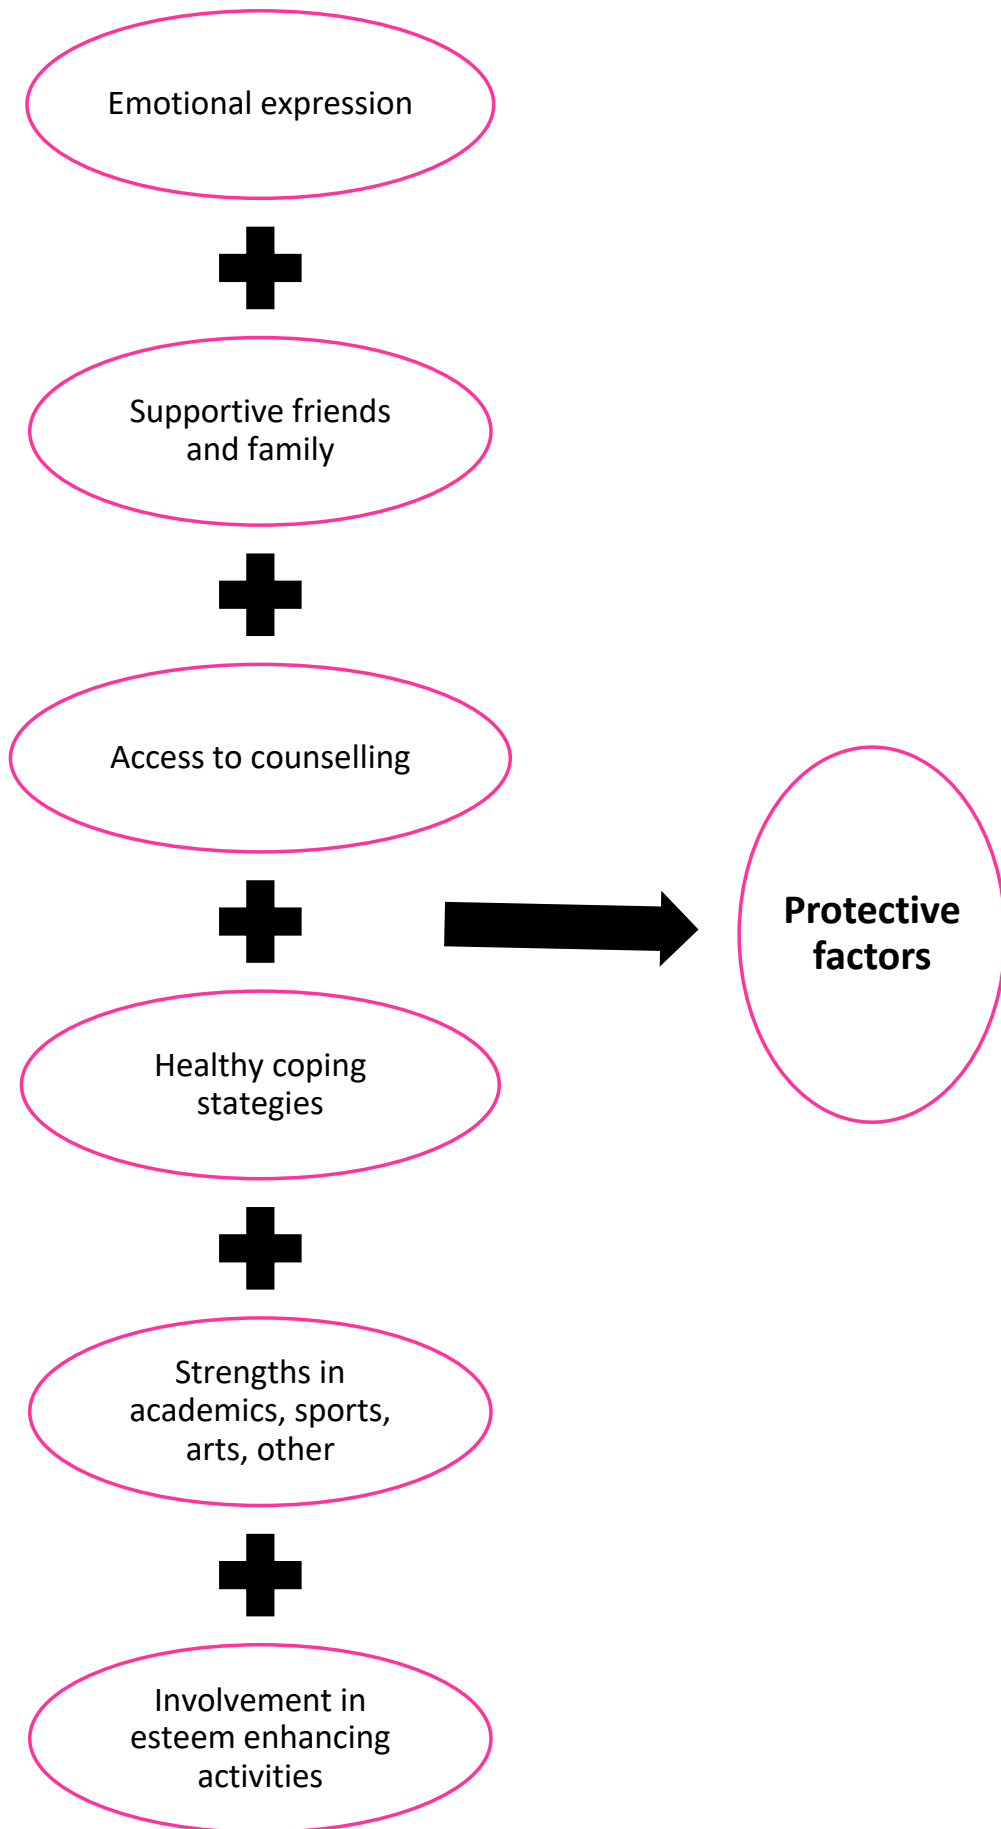 Emotional expression
Supportive friends
and family
Access to counselling
Protective
factors
Healthy coping
stategies
Strengths in
academics, sports,
arts, other
Involvement in
esteem enhancing
activities